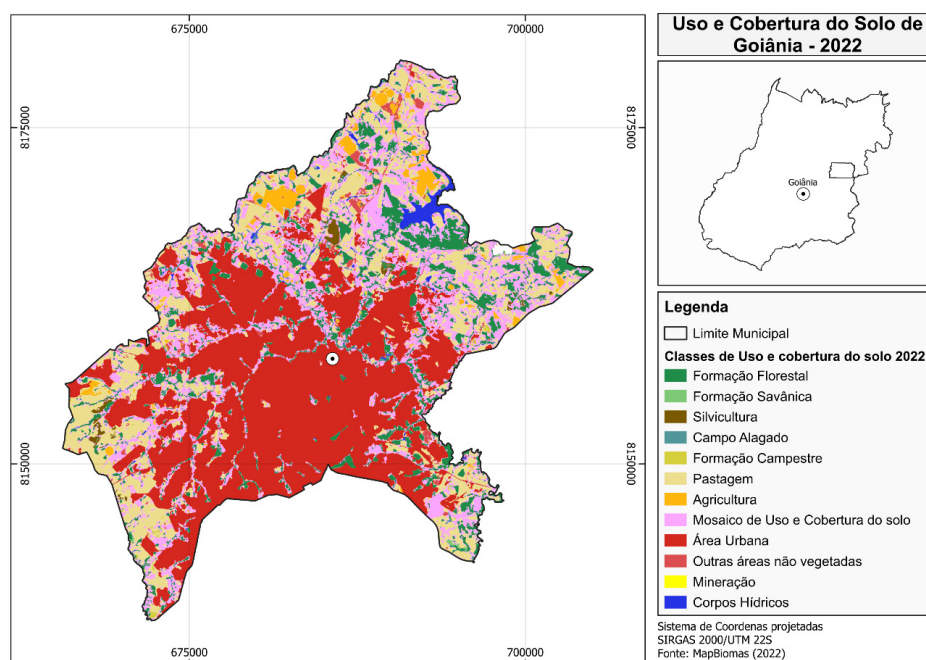 675000
700000
8175000
8175000
8150000
8150000
675000
700000
Uso e Cobertura do Solo de
Goiânia - 2022
Goiânia
Legenda
Limite Municipal
Classes de Uso e cobertura do solo 2022
Formação Florestal
Formação Savânica
Silvicultura
Campo Alagado
Formação Campestre
Pastagem
Agricultura
Mosaico de Uso e Cobertura do solo
Área Urbana
Outras áreas não vegetadas
Mineração
Corpos Hídricos
Sistema de Coordenas projetadas
SIRGAS 2000/UTM 22S
Fonte: MapBiomas (2022)